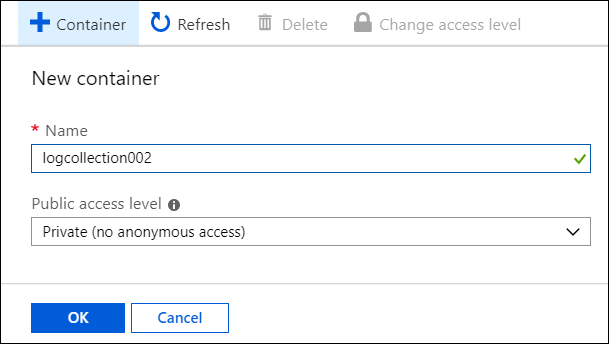 Container Refresh Delete Change access level
New container
* Name
logcollection002
Public access level
Private (no anonymous access)
OK Cancel